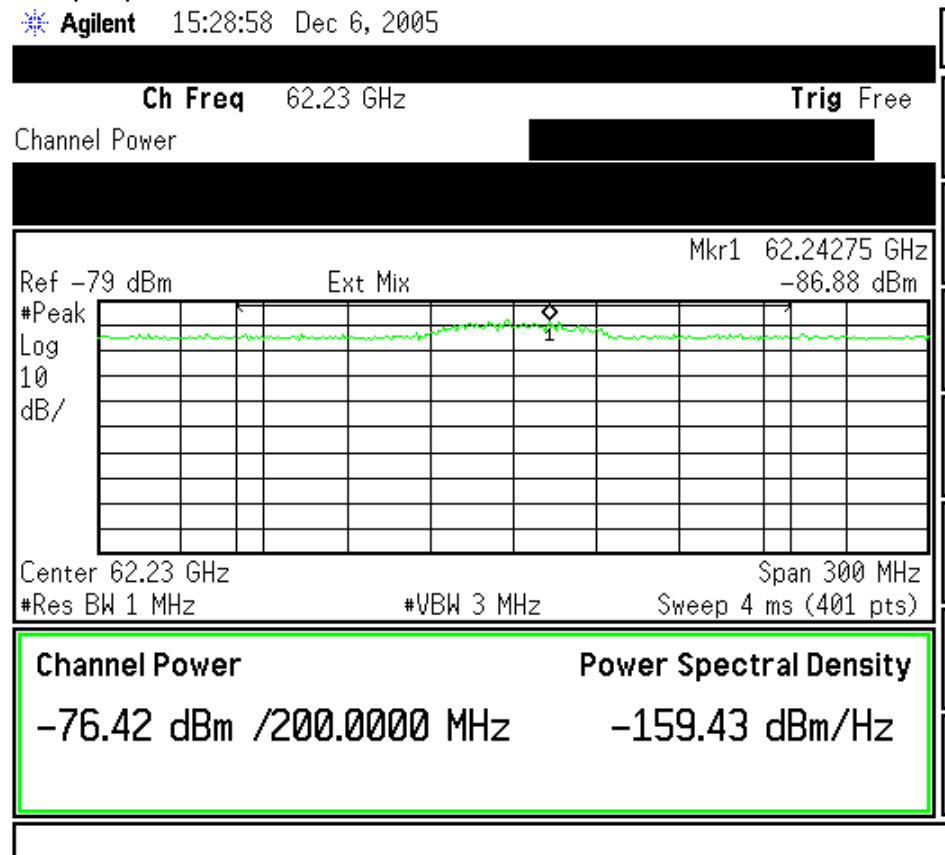 Agilent 15:28:58 Dec 6, 2005
Ch Freq 62.23 GHz Trig Free
Channel Power
Mkr1 62.24275 GHz
Ref -79 dBm Ext Mix -86.88 dBm
#Peak
Log
10
dB/
1
Center 62.23 GHz Span 300 MHz
#Res BW 1 MHz #VBW 3 MHz Sweep 4 ms (401 pts)
Channel Power Power Spectral Density
-76.42 dBm /200.0000 MHz -159.43 dBm/Hz